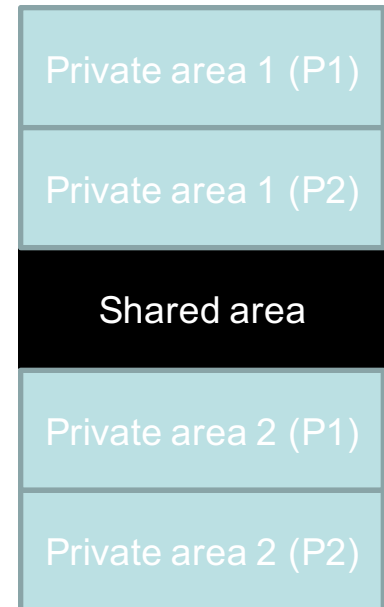 Private area 1 (P1)
Private area 1 (P2)
Shared area
Private area 2 (P1)
Private area 2 (P2)